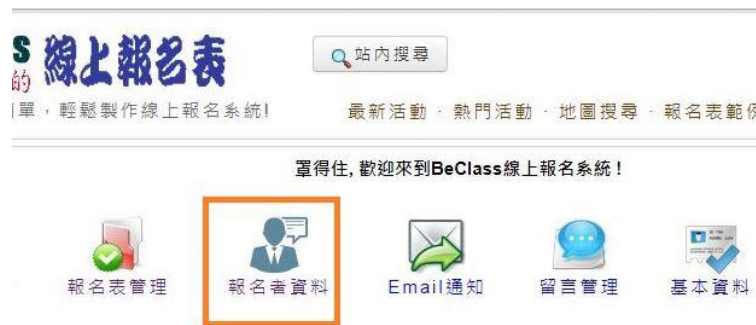 S 線上報名表
的
站內搜尋
單，輕鬆製作線上報名系統!
最新活動 · 熱門活動 · 地圖搜尋 · 報名表範
罩得住, 歡迎來到BeClass線上報名系統！
報名表管理 報名者資料 Email通知 留言管理 基本資料